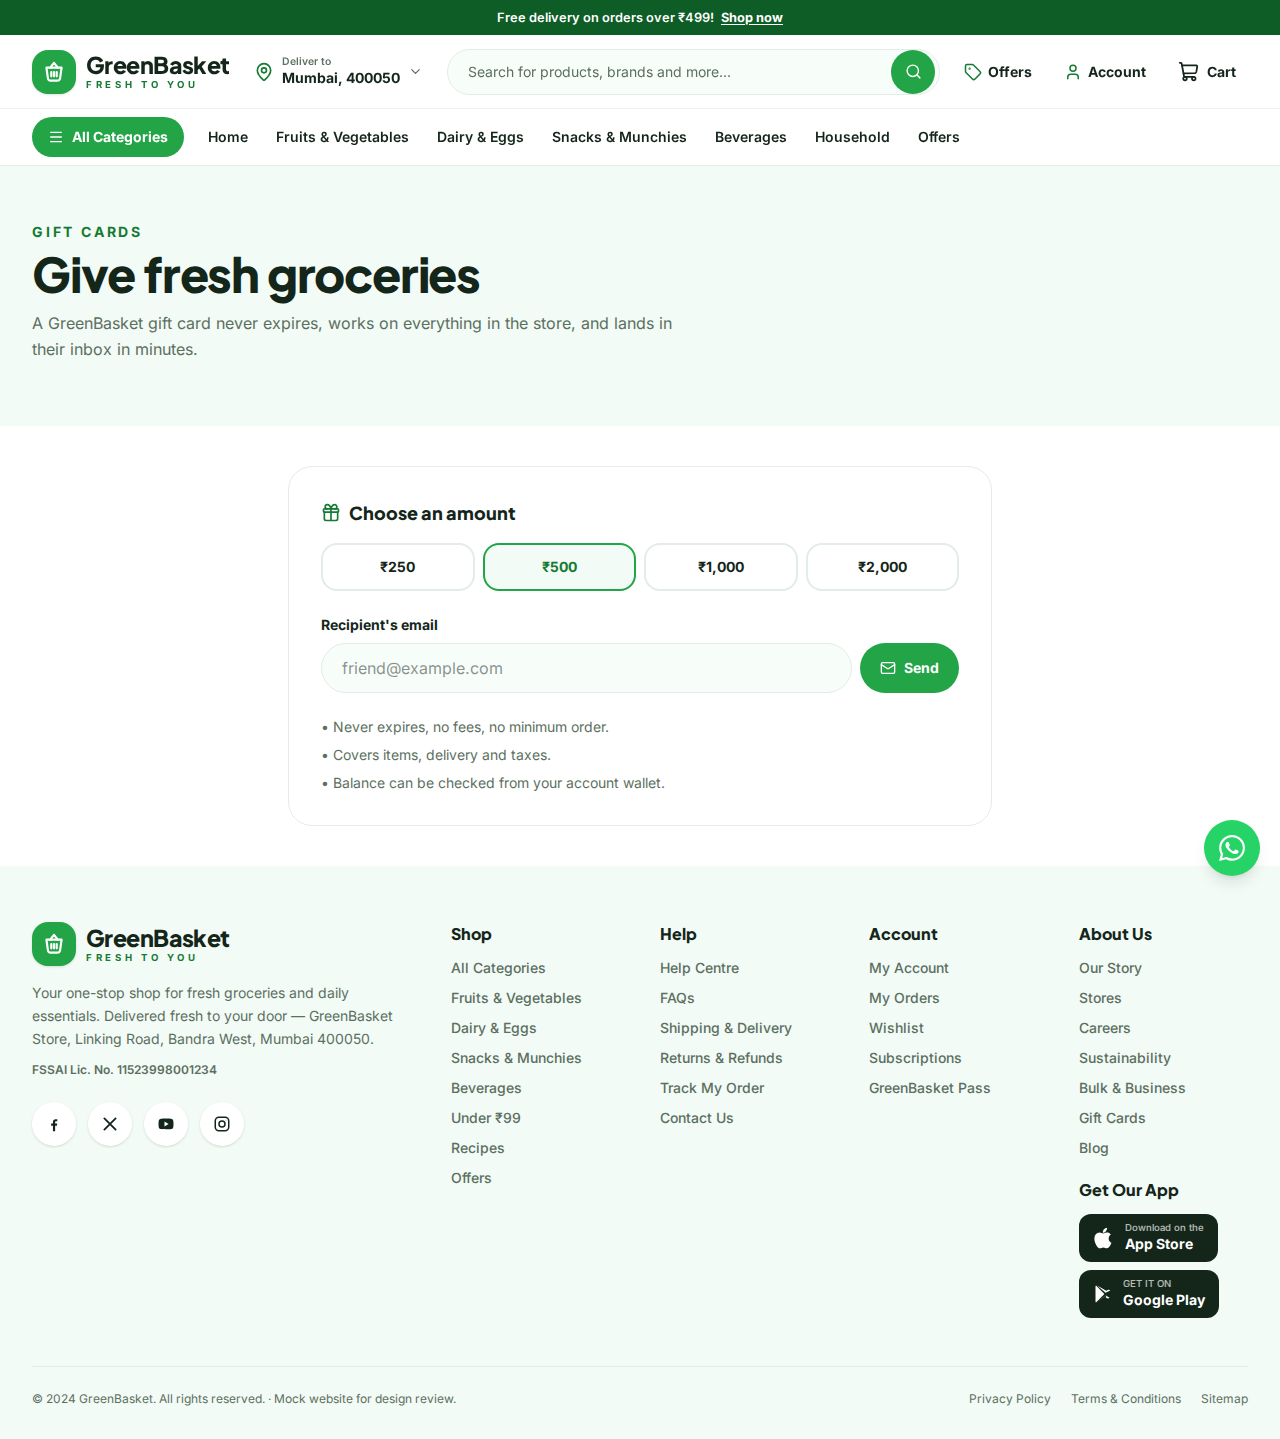 Free delivery on orders over ₹499! Shop now
GreenBasket
FRESH TO YOU
Deliver to
Mumbai, 400050
Search for products, brands and more...
Offers
Account
Cart
All Categories
Home
Fruits & Vegetables
Dairy & Eggs
Snacks & Munchies
Beverages
Household
Offers
GIFT CARDS
Give fresh groceries
A GreenBasket gift card never expires, works on everything in the store, and lands in
their inbox in minutes.
Choose an amount
₹250
₹500
₹1,000
₹2,000
Recipient's email
friend@example.com
Send
• Never expires, no fees, no minimum order.
• Covers items, delivery and taxes.
• Balance can be checked from your account wallet.
GreenBasket
FRESH TO YOU
Your one-stop shop for fresh groceries and daily
essentials. Delivered fresh to your door — GreenBasket
Store, Linking Road, Bandra West, Mumbai 400050.
FSSAI Lic. No. 11523998001234
Shop
All Categories
Fruits & Vegetables
Dairy & Eggs
Snacks & Munchies
Beverages
Under ₹99
Recipes
Offers
Help
Help Centre
FAQs
Shipping & Delivery
Returns & Refunds
Track My Order
Contact Us
Account
My Account
My Orders
Wishlist
Subscriptions
GreenBasket Pass
About Us
Our Story
Stores
Careers
Sustainability
Bulk & Business
Gift Cards
Blog
Get Our App
Download on the
App Store
GET IT ON
Google Play
© 2024 GreenBasket. All rights reserved. · Mock website for design review.
Privacy Policy
Terms & Conditions
Sitemap